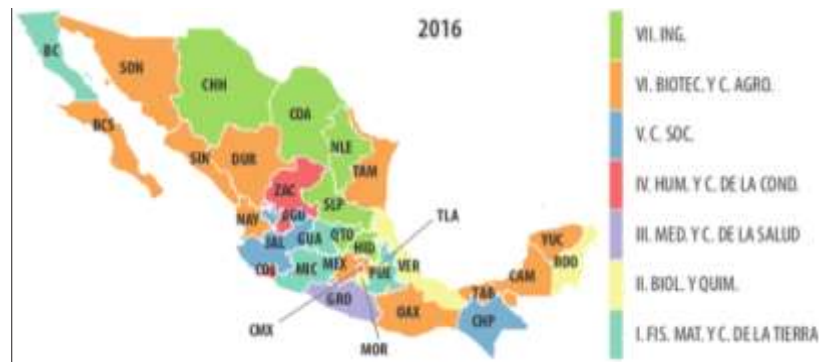 2016
BC
SON
CHH
COA
BCS
SIN
DUR
NLE
TAM
ZAC
SLP
NAY
AGU
TLA
JAL
GUA
QTO
HID
COL
MIC
MEX
PUE
VER
YUC
ROO
CAM
TAB
GRO
OAX
CHP
CMX
MOR
VII. ING.
VI. BIOTEC. Y C. AGRO.
V. C. SOC.
IV. HUM. Y C. DE LA COND.
III. MED. Y C. DE LA SALUD
II. BIOL. Y QUIM.
I. FIS. MAT. Y C. DE LA TIERRA